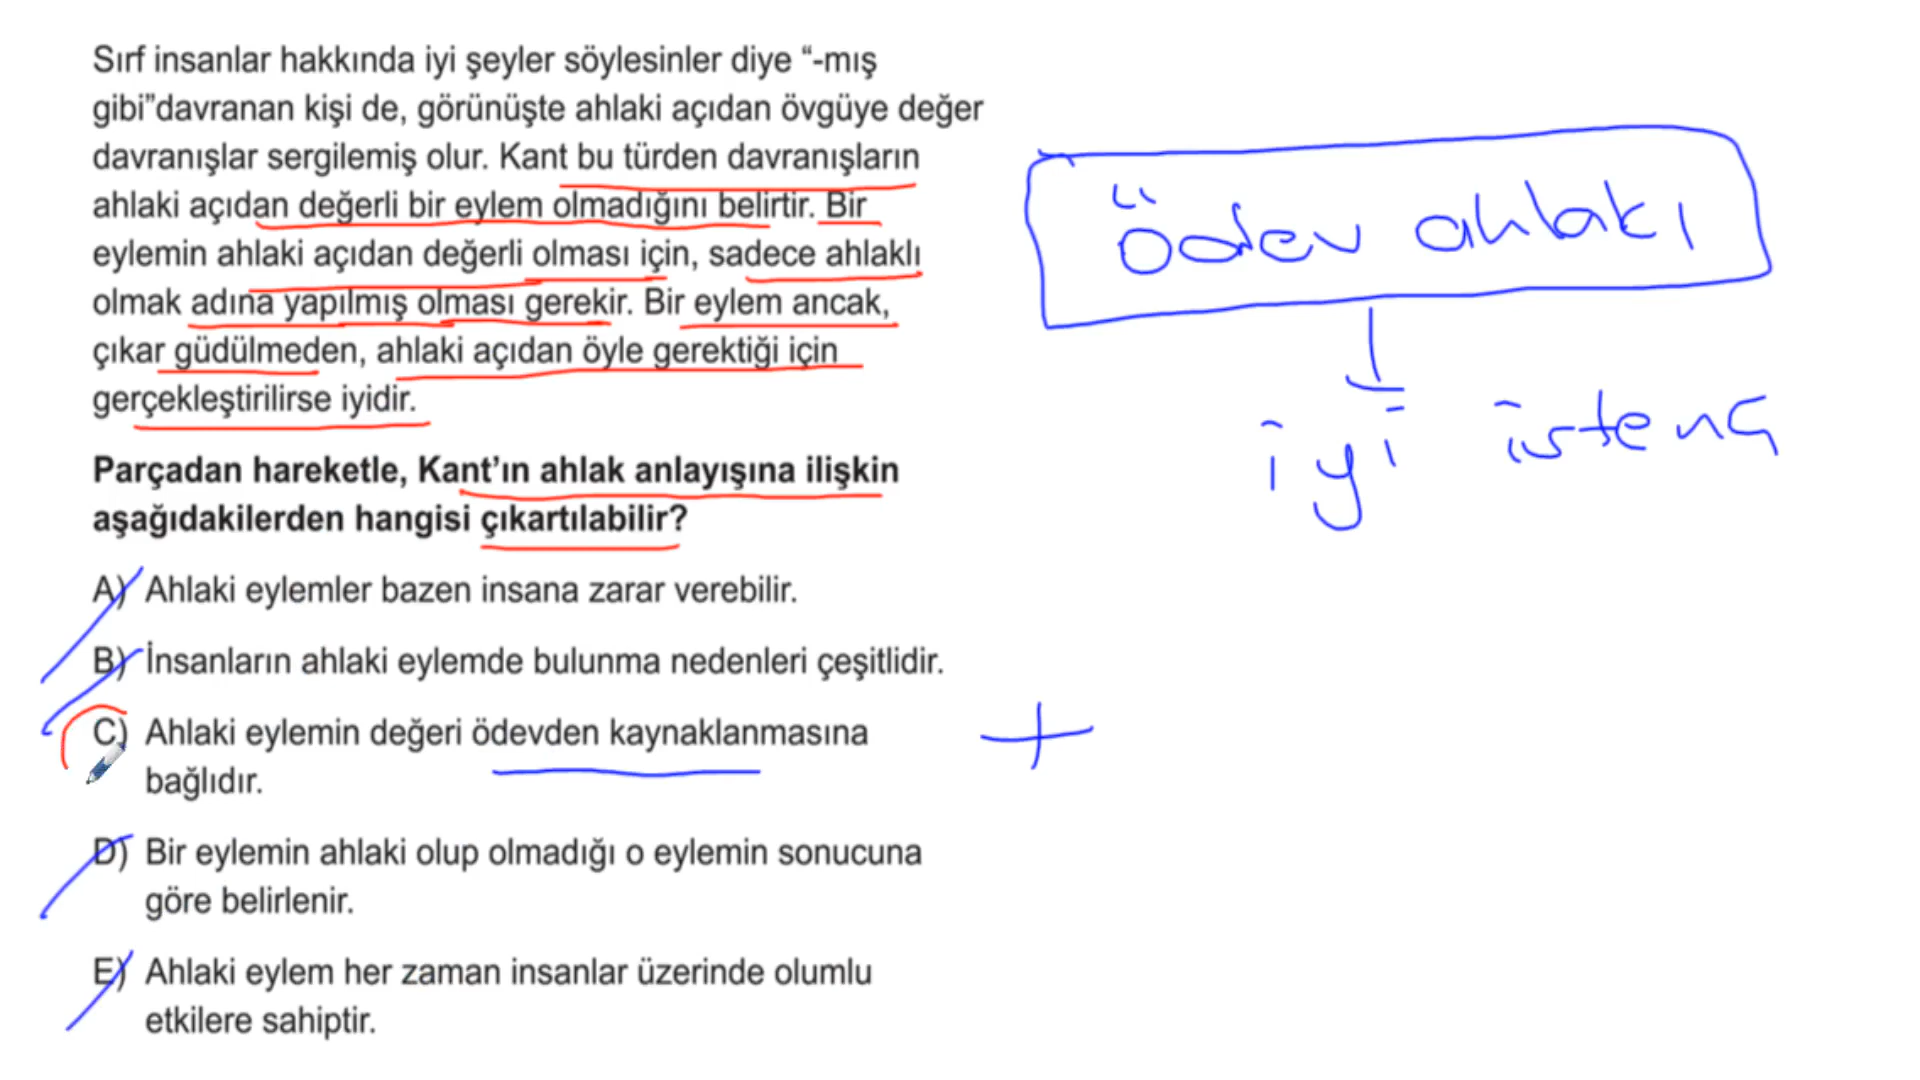 Sırf insanlar hakkında iyi şeyler söylesinler diye “-mış
gibi”davranan kişi de, görünüşte ahlaki açıdan övgüye değer
davranışlar sergilemiş olur. Kant bu türden davranışların
ahlaki açıdan değerli bir eylem olmadığını belirtir. Bir
eylemin ahlaki açıdan değerli olması için, sadece ahlaklı
olmak adına yapılmış olması gerekir. Bir eylem ancak,
çıkar güdülmeden, ahlaki açıdan öyle gerektiği için
gerçekleştirilirse iyidir.
Parçadan hareketle, Kant’ın ahlak anlayışına ilişkin
aşağıdakilerden hangisi çıkartılabilir?
A) Ahlaki eylemler bazen insana zarar verebilir.
B) İnsanların ahlaki eylemde bulunma nedenleri çeşitlidir.
C) Ahlaki eylemin değeri ödevden kaynaklanmasına
bağlıdır.
D) Bir eylemin ahlaki olup olmadığı o eylemin sonucuna
göre belirlenir.
E) Ahlaki eylem her zaman insanlar üzerinde olumlu
etkilere sahiptir.
ödev ahlakı
iyi istenç
+